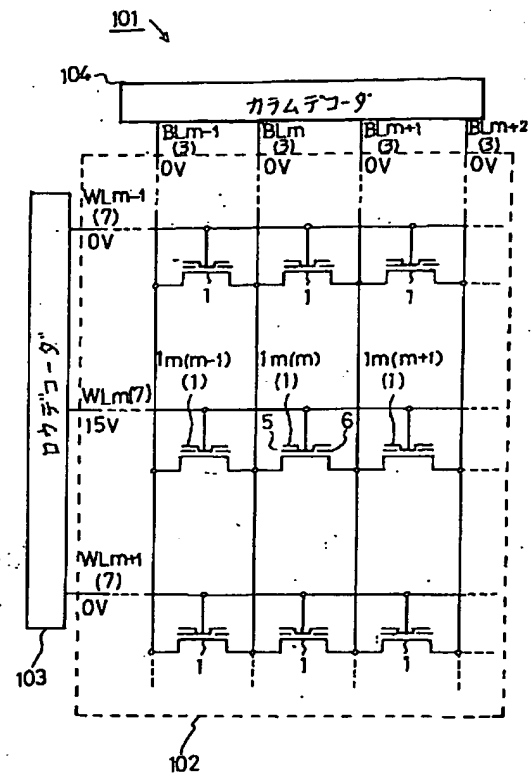 101
104
カラムデコーダ
BLm-1 BLm BLm+1 BLm+2
(3) (3) (3) (3)
0V 0V 0V 0V
WLm-1
(7)
0V
1 1 1
ロウデコーダ
1m(m-1) 1m(m) 1m(m+1)
(1) (1) (1)
WLm(7)
15V
5 6
WLm+1
(7)
0V
1 1 1
103
102